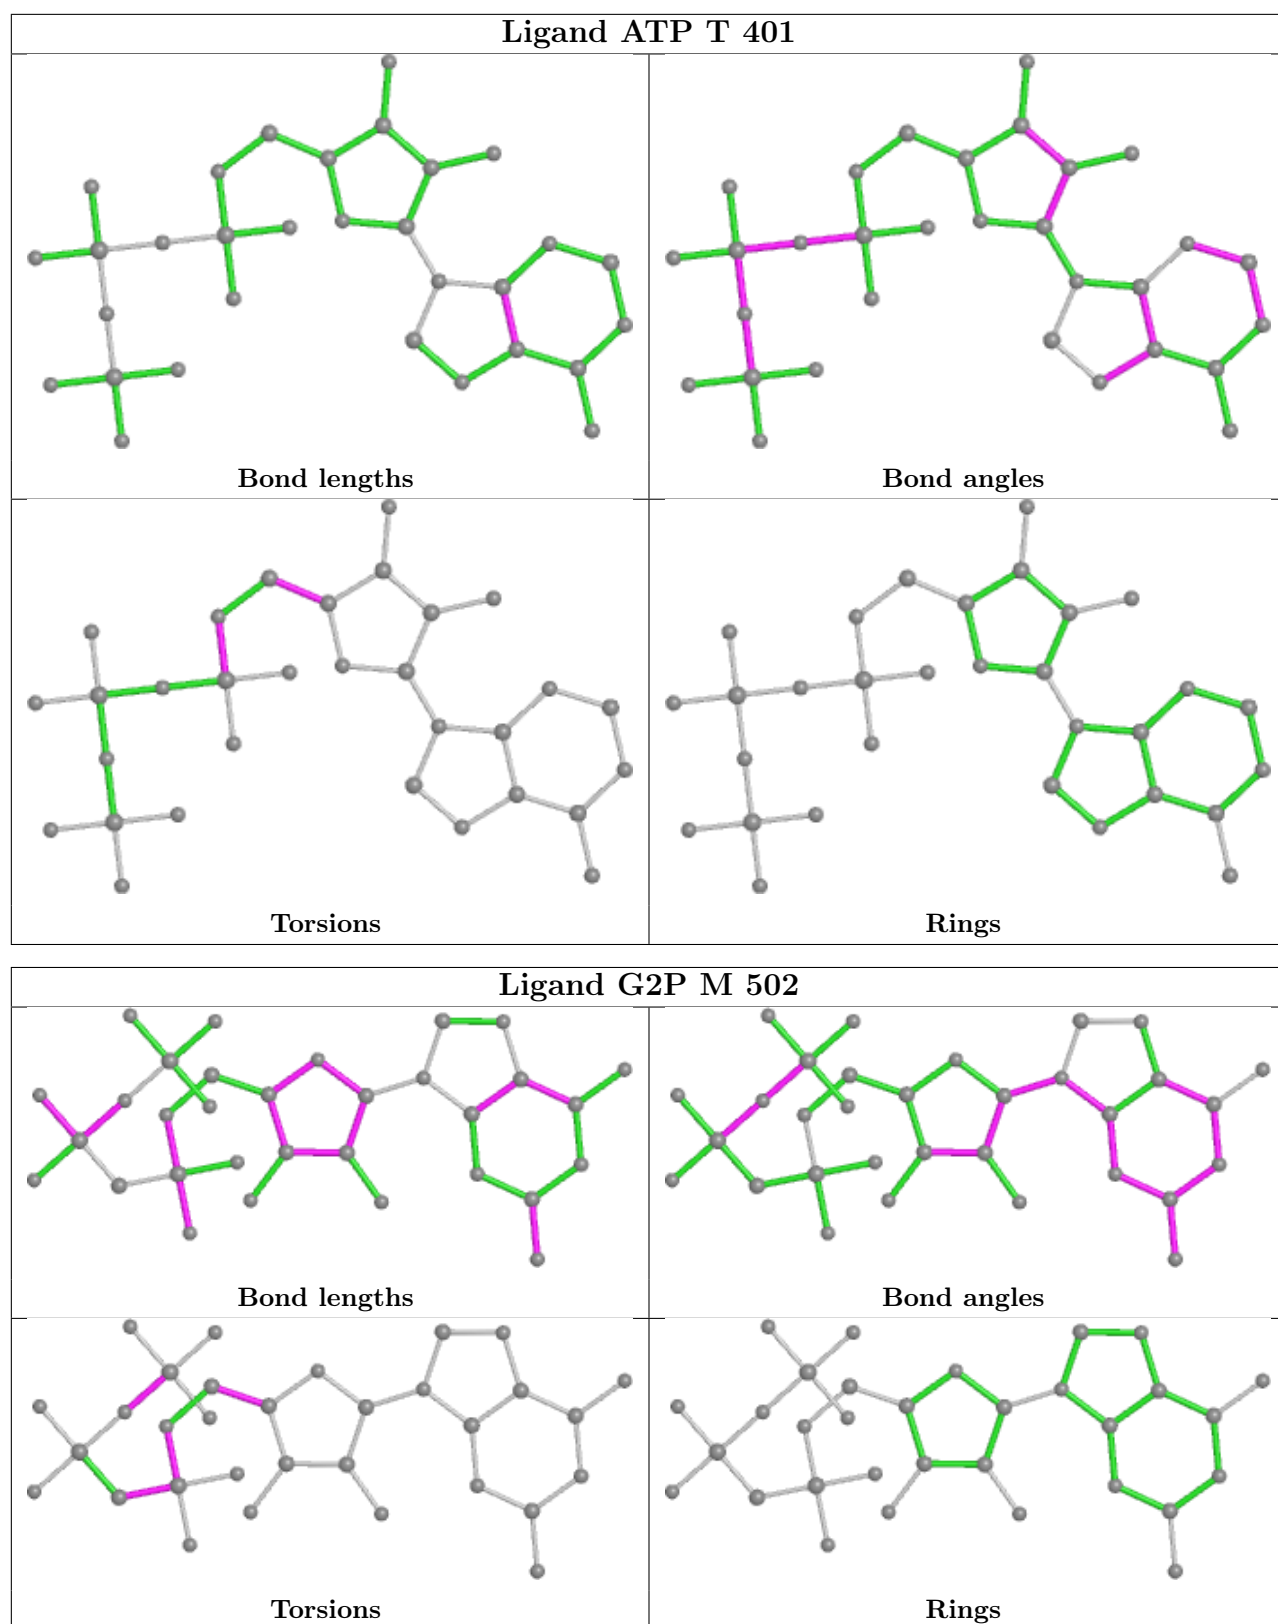 Ligand ATP T 401
Bond lengths
Bond angles
Torsions
Rings
Ligand G2P M 502
Bond lengths
Bond angles
Torsions
Rings